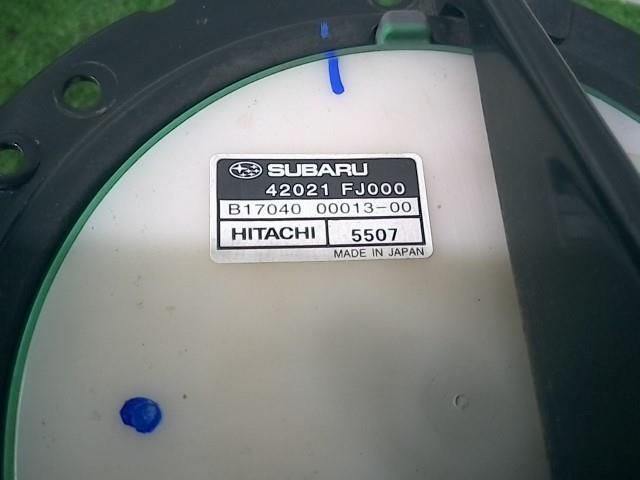 SUBARU
42021 FJ000
B17040 00013-00
HITACHI 5507
MADE IN JAPAN